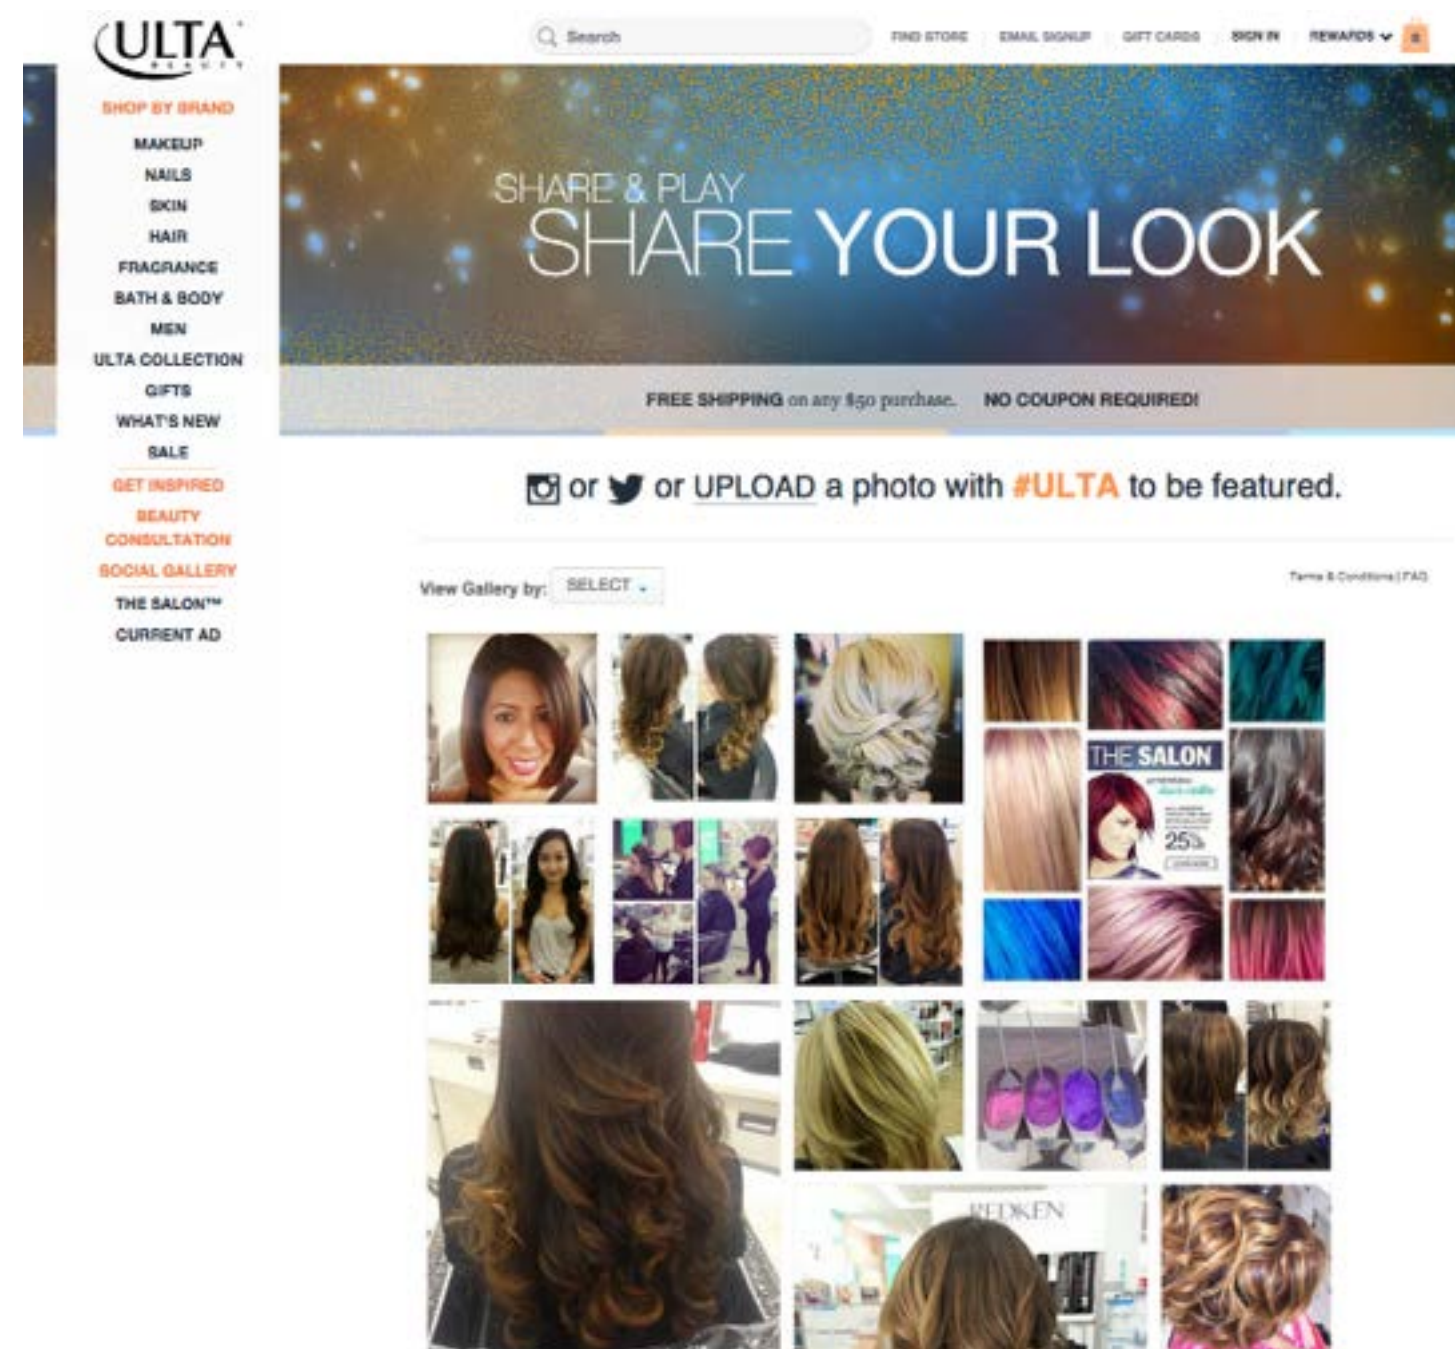 ULTA
BEAUTY
Search
FIND STORE
EMAIL SIGNUP
GIFT CARDS
SIGN IN
REWARDS
0
SHOP BY BRAND
MAKEUP
NAILS
SKIN
HAIR
FRAGRANCE
BATH & BODY
MEN
ULTA COLLECTION
GIFTS
WHAT'S NEW
SALE
GET INSPIRED
BEAUTY
CONSULTATION
SOCIAL GALLERY
THE SALON™
CURRENT AD
SHARE & PLAY
SHARE YOUR LOOK
FREE SHIPPING on any $50 purchase. NO COUPON REQUIRED!
or or UPLOAD a photo with #ULTA to be featured.
View Gallery by: SELECT
Terms & Conditions | FAQ
THE SALON
25%
LEARN MORE
REDKEN